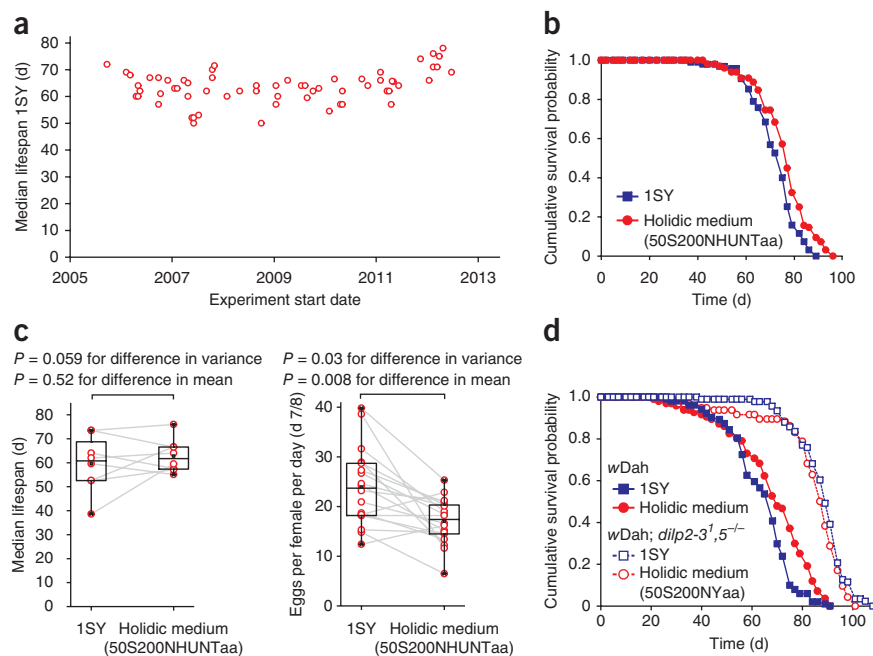 a
Median lifespan 1SY (d)
80
70
60
50
40
30
20
10
0
2005 2007 2009 2011 2013
Experiment start date
b
Cumulative survival probability
1.0
0.8
0.6
0.4
0.2
0
1SY
Holidic medium
(50S200NHUNTaa)
0 20 40 60 80 100
Time (d)
c
P = 0.059 for difference in variance
P = 0.52 for difference in mean
Median lifespan (d)
80
70
60
50
40
30
20
10
0
1SY Holidic medium
(50S200NHUNTaa)
P = 0.03 for difference in variance
P = 0.008 for difference in mean
Eggs per female per day (d 7/8)
40
30
20
10
0
1SY Holidic medium
(50S200NHUNTaa)
d
Cumulative survival probability
1.0
0.8
0.6
0.4
0.2
0
wDah
1SY
Holidic medium
wDah; dilp2-3¹,5⁻/⁻
1SY
Holidic medium
(50S200NYaa)
0 20 40 60 80 100
Time (d)